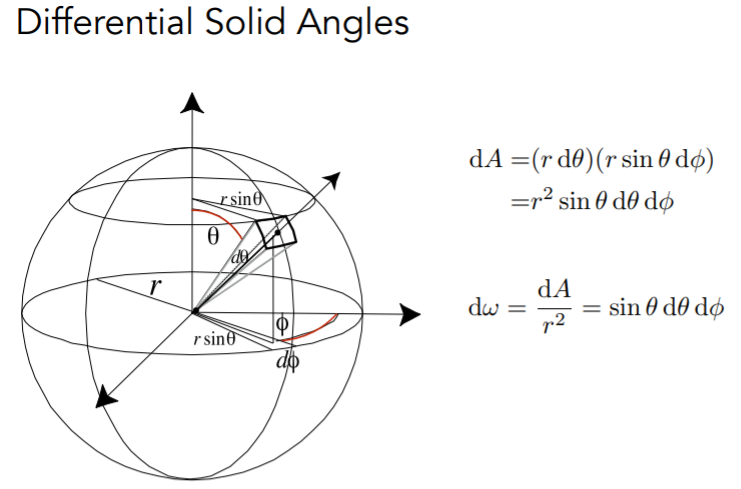 Differential Solid Angles
r sinθ
θ
dθ
r
ϕ
r sinθ
dϕ
dA =(r dθ)(r sin θ dϕ)
=r² sin θ dθ dϕ
dω = dA/r² = sin θ dθ dϕ